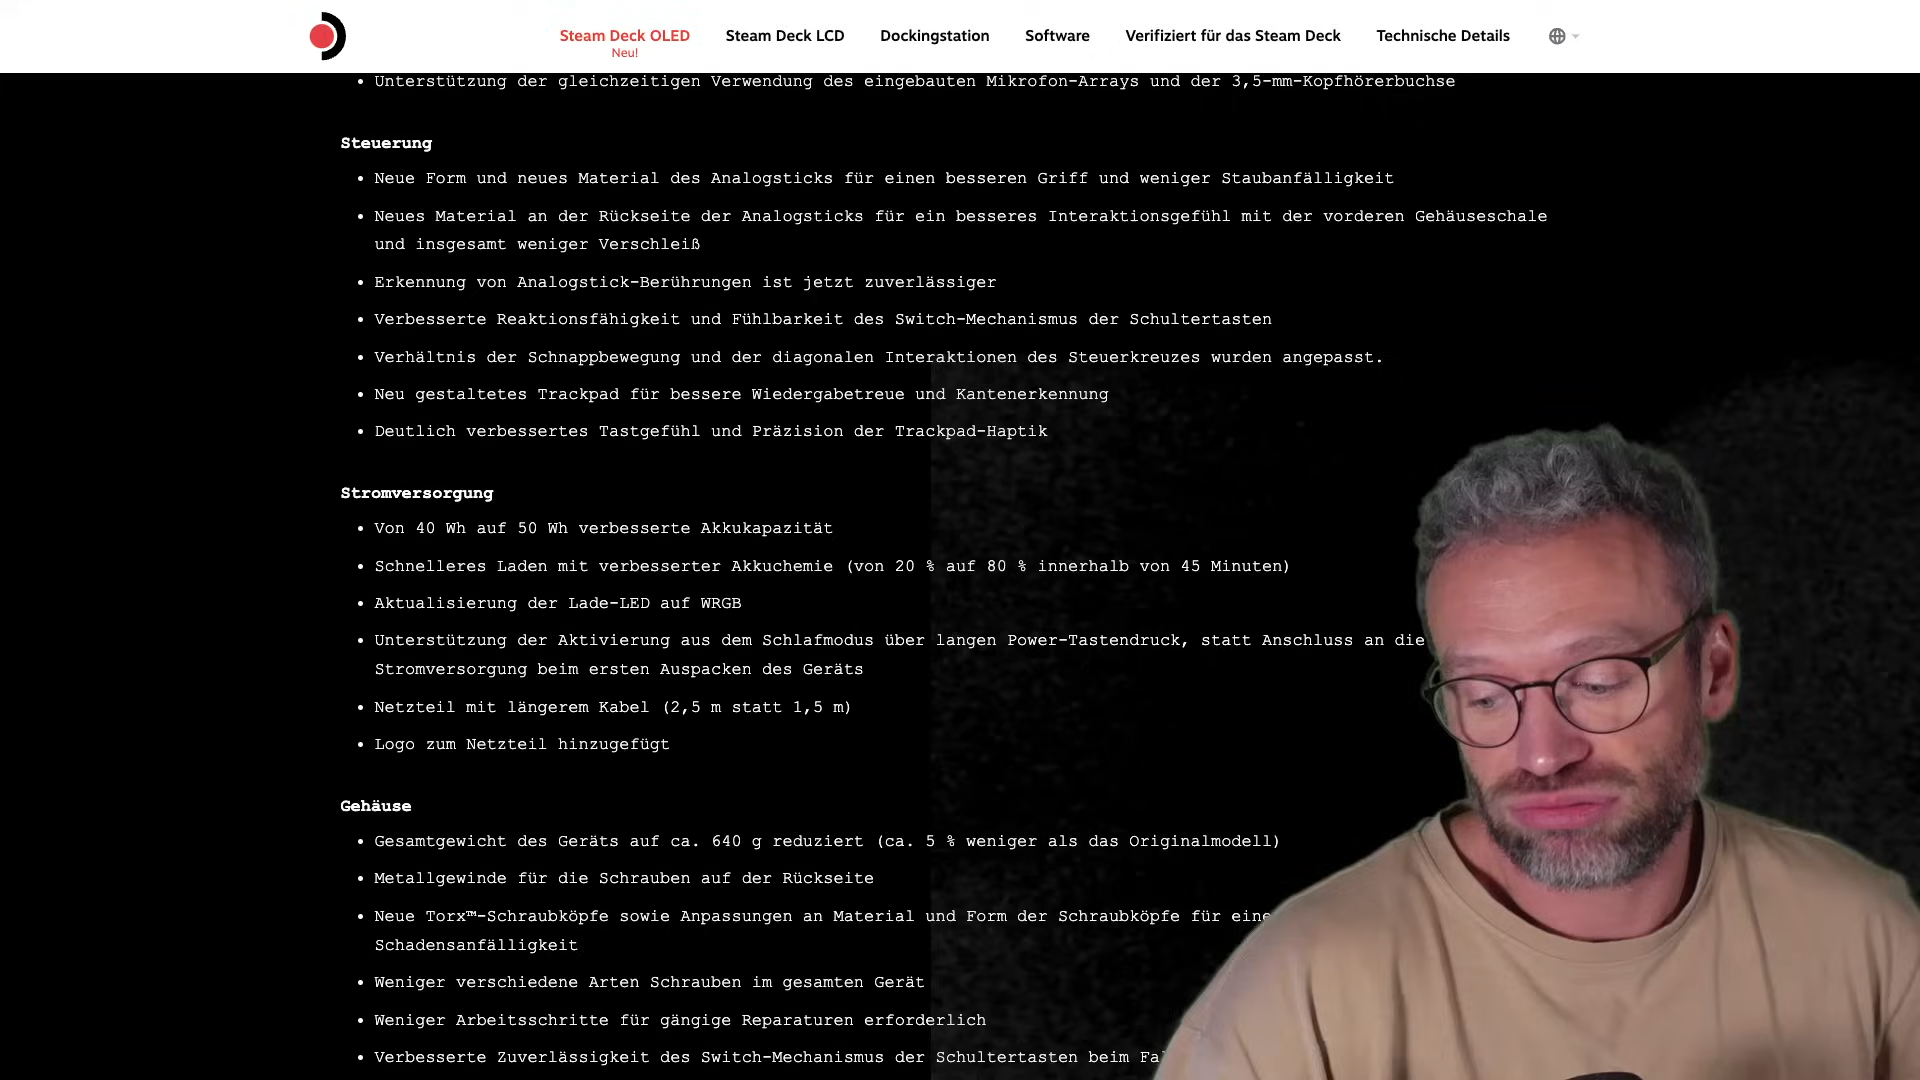 Steam Deck OLED
Neu!
Steam Deck LCD
Dockingstation
Software
Verifiziert für das Steam Deck
Technische Details
• Unterstützung der gleichzeitigen Verwendung des eingebauten Mikrofon-Arrays und der 3,5-mm-Kopfhörerbuchse
Steuerung
• Neue Form und neues Material des Analogsticks für einen besseren Griff und weniger Staubanfälligkeit
• Neues Material an der Rückseite der Analogsticks für ein besseres Interaktionsgefühl mit der vorderen Gehäuseschale
und insgesamt weniger Verschleiß
• Erkennung von Analogstick-Berührungen ist jetzt zuverlässiger
• Verbesserte Reaktionsfähigkeit und Fühlbarkeit des Switch-Mechanismus der Schultertasten
• Verhältnis der Schnappbewegung und der diagonalen Interaktionen des Steuerkreuzes wurden angepasst.
• Neu gestaltetes Trackpad für bessere Wiedergabetreue und Kantenerkennung
• Deutlich verbessertes Tastgefühl und Präzision der Trackpad-Haptik
Stromversorgung
• Von 40 Wh auf 50 Wh verbesserte Akkukapazität
• Schnelleres Laden mit verbesserter Akkuchemie (von 20 % auf 80 % innerhalb von 45 Minuten)
• Aktualisierung der Lade-LED auf WRGB
• Unterstützung der Aktivierung aus dem Schlafmodus über langen Power-Tastendruck, statt Anschluss an die
Stromversorgung beim ersten Auspacken des Geräts
• Netzteil mit längerem Kabel (2,5 m statt 1,5 m)
• Logo zum Netzteil hinzugefügt
Gehäuse
• Gesamtgewicht des Geräts auf ca. 640 g reduziert (ca. 5 % weniger als das Originalmodell)
• Metallgewinde für die Schrauben auf der Rückseite
• Neue Torx™-Schraubköpfe sowie Anpassungen an Material und Form der Schraubköpfe für eine
Schadensanfälligkeit
• Weniger verschiedene Arten Schrauben im gesamten Gerät
• Weniger Arbeitsschritte für gängige Reparaturen erforderlich
• Verbesserte Zuverlässigkeit des Switch-Mechanismus der Schultertasten beim